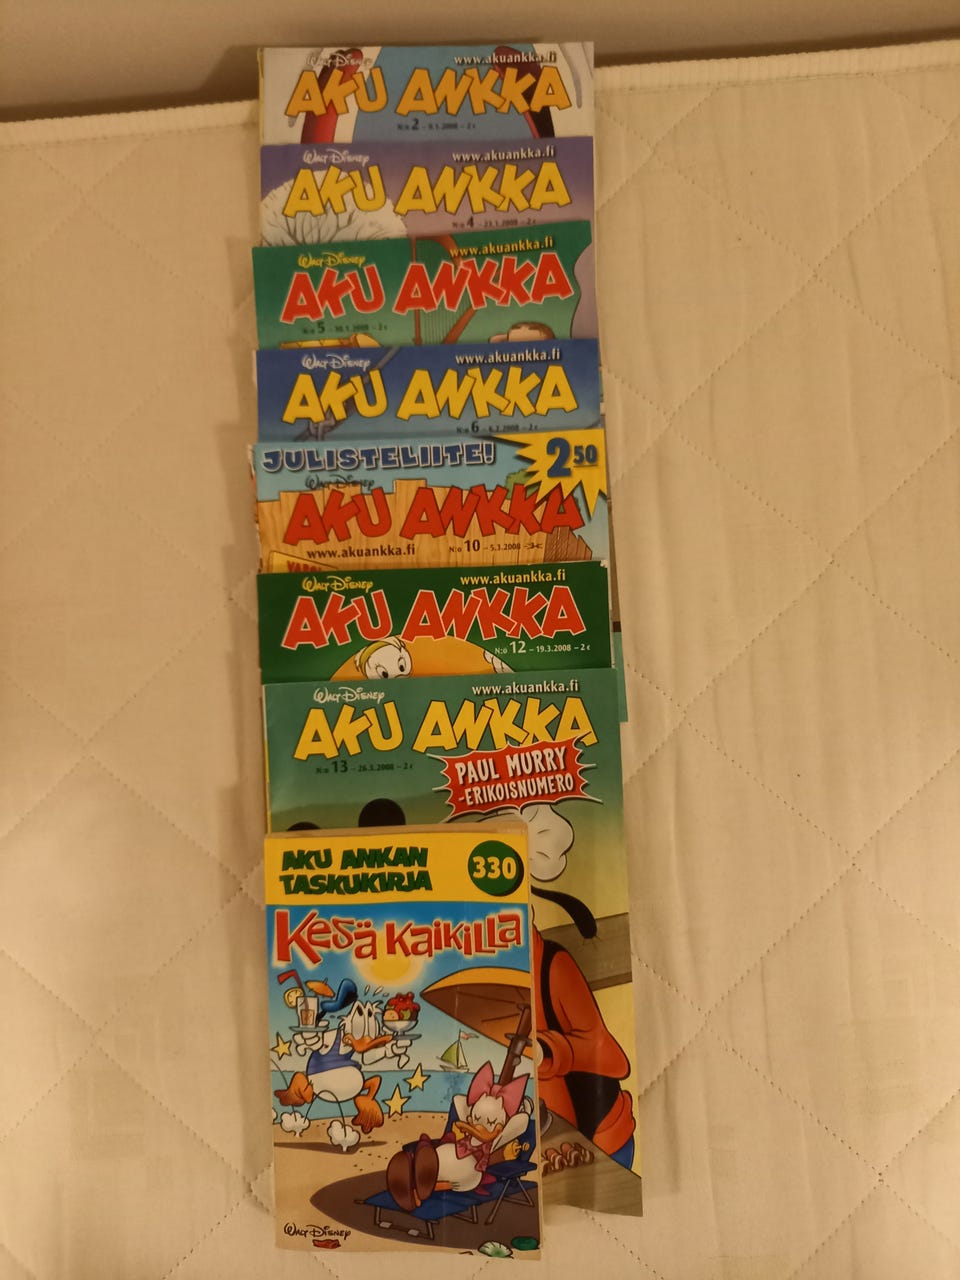 WALT DISNEY
www.akuankka.fi
AKU ANKKA
N:o 2 – 9.1.2008 – 2 €
WALT DISNEY
www.akuankka.fi
AKU ANKKA
N:o 4 – 23.1.2008 – 2 €
WALT DISNEY
www.akuankka.fi
AKU ANKKA
N:o 5 – 30.1.2008 – 2 €
WALT DISNEY
www.akuankka.fi
AKU ANKKA
N:o 6 – 6.2.2008 – 2 €
JULISTELIITE!
2 50
WALT DISNEY
AKU ANKKA
www.akuankka.fi
N:o 10 – 5.3.2008 –
WALT DISNEY
www.akuankka.fi
AKU ANKKA
N:o 12 – 19.3.2008 – 2 €
WALT DISNEY
www.akuankka.fi
AKU ANKKA
N:o 13 – 26.3.2008 – 2 €
PAUL MURRY
-ERIKOISNUMERO
AKU ANKAN
TASKUKIRJA
330
KESÄ KAIKILLA
WALT DISNEY